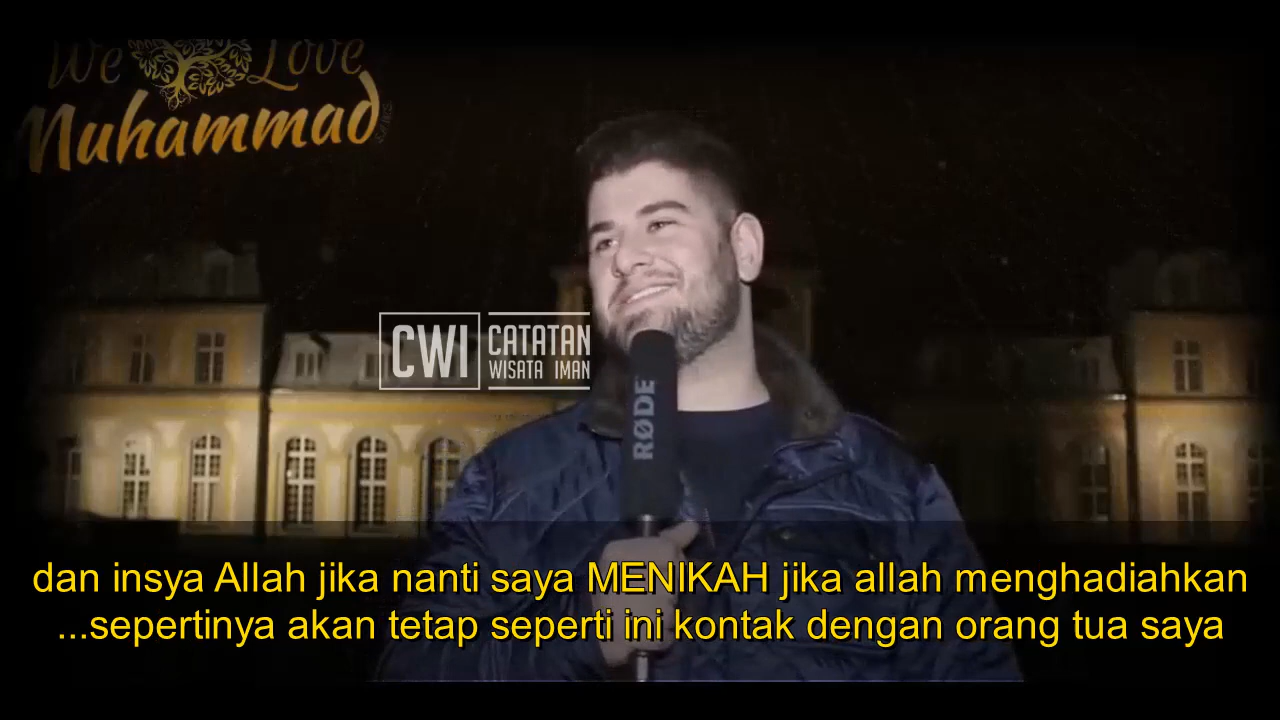 We Love
Muhammad
CWI CATATAN
WISATA IMAN
RØDE
dan insya Allah jika nanti saya MENIKAH jika allah menghadiahkan
...sepertinya akan tetap seperti ini kontak dengan orang tua saya